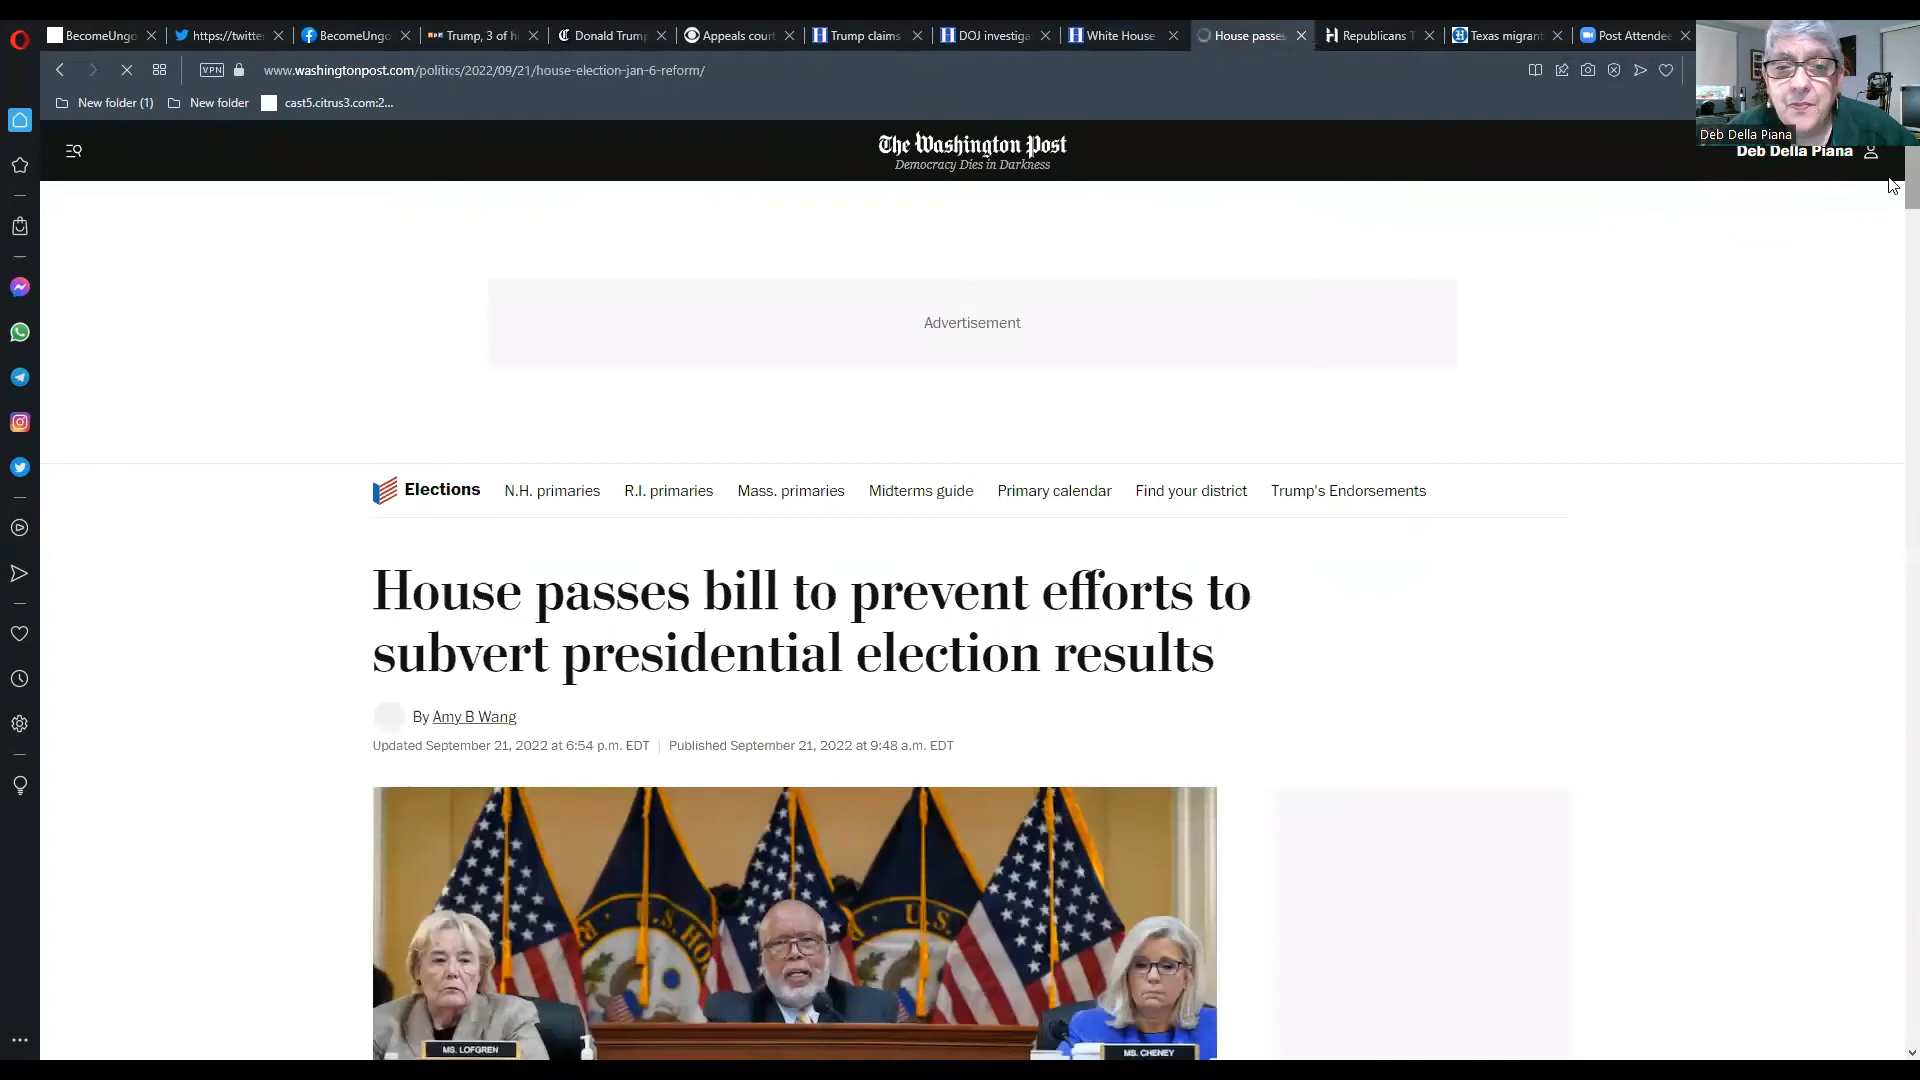 BecomeUngo
https://twitte
BecomeUngo
Trump, 3 of h
Donald Trump
Appeals court
Trump claims
DOJ investiga
White House
House passes
Republicans T
Texas migrant
Post Attendee
VPN
www.washingtonpost.com/politics/2022/09/21/house-election-jan-6-reform/
New folder (1)
New folder
cast5.citrus3.com:2...
Deb Della Piana
The Washington Post
Democracy Dies in Darkness
Deb Della Piana
Advertisement
Elections
N.H. primaries
R.I. primaries
Mass. primaries
Midterms guide
Primary calendar
Find your district
Trump's Endorsements
House passes bill to prevent efforts to
subvert presidential election results
By Amy B Wang
Updated September 21, 2022 at 6:54 p.m. EDT | Published September 21, 2022 at 9:48 a.m. EDT
U.S. HO
U.S.
MS. LOFGREN
MS. CHENEY